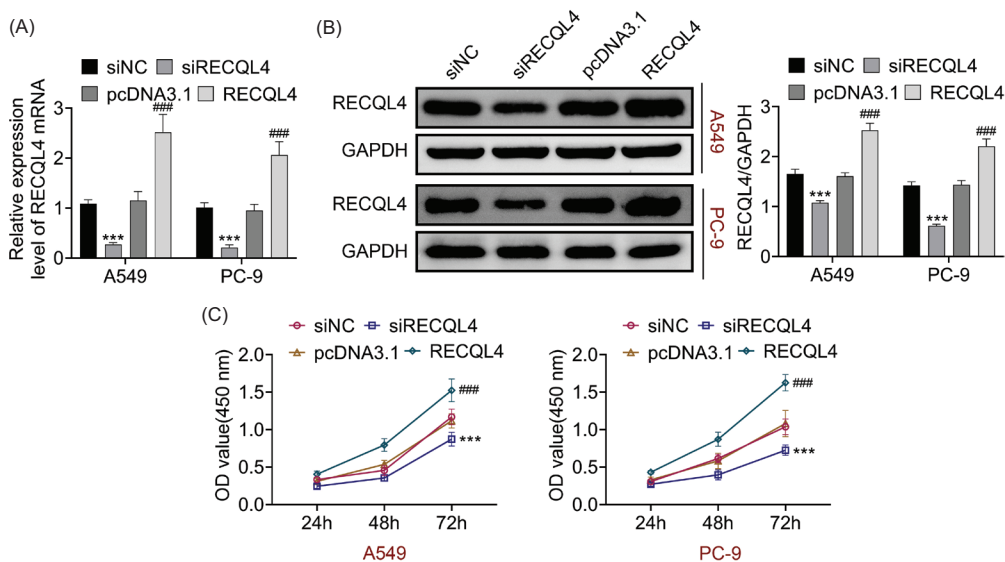 (A)
siNC siRECQL4
pcDNA3.1 RECQL4
Relative expression
level of RECQL4 mRNA
3
2
1
0
***
###
***
###
A549 PC-9
(B)
siNC siRECQL4 pcDNA3.1 RECQL4
RECQL4
GAPDH
A549
RECQL4
GAPDH
PC-9
siNC siRECQL4
pcDNA3.1 RECQL4
RECQL4/GAPDH
3
2
1
0
***
###
***
###
A549 PC-9
(C)
siNC siRECQL4
pcDNA3.1 RECQL4
OD value(450 nm)
2.0
1.5
1.0
0.5
0.0
###
***
24h 48h 72h
A549
siNC siRECQL4
pcDNA3.1 RECQL4
OD value(450 nm)
2.0
1.5
1.0
0.5
0.0
###
***
24h 48h 72h
PC-9